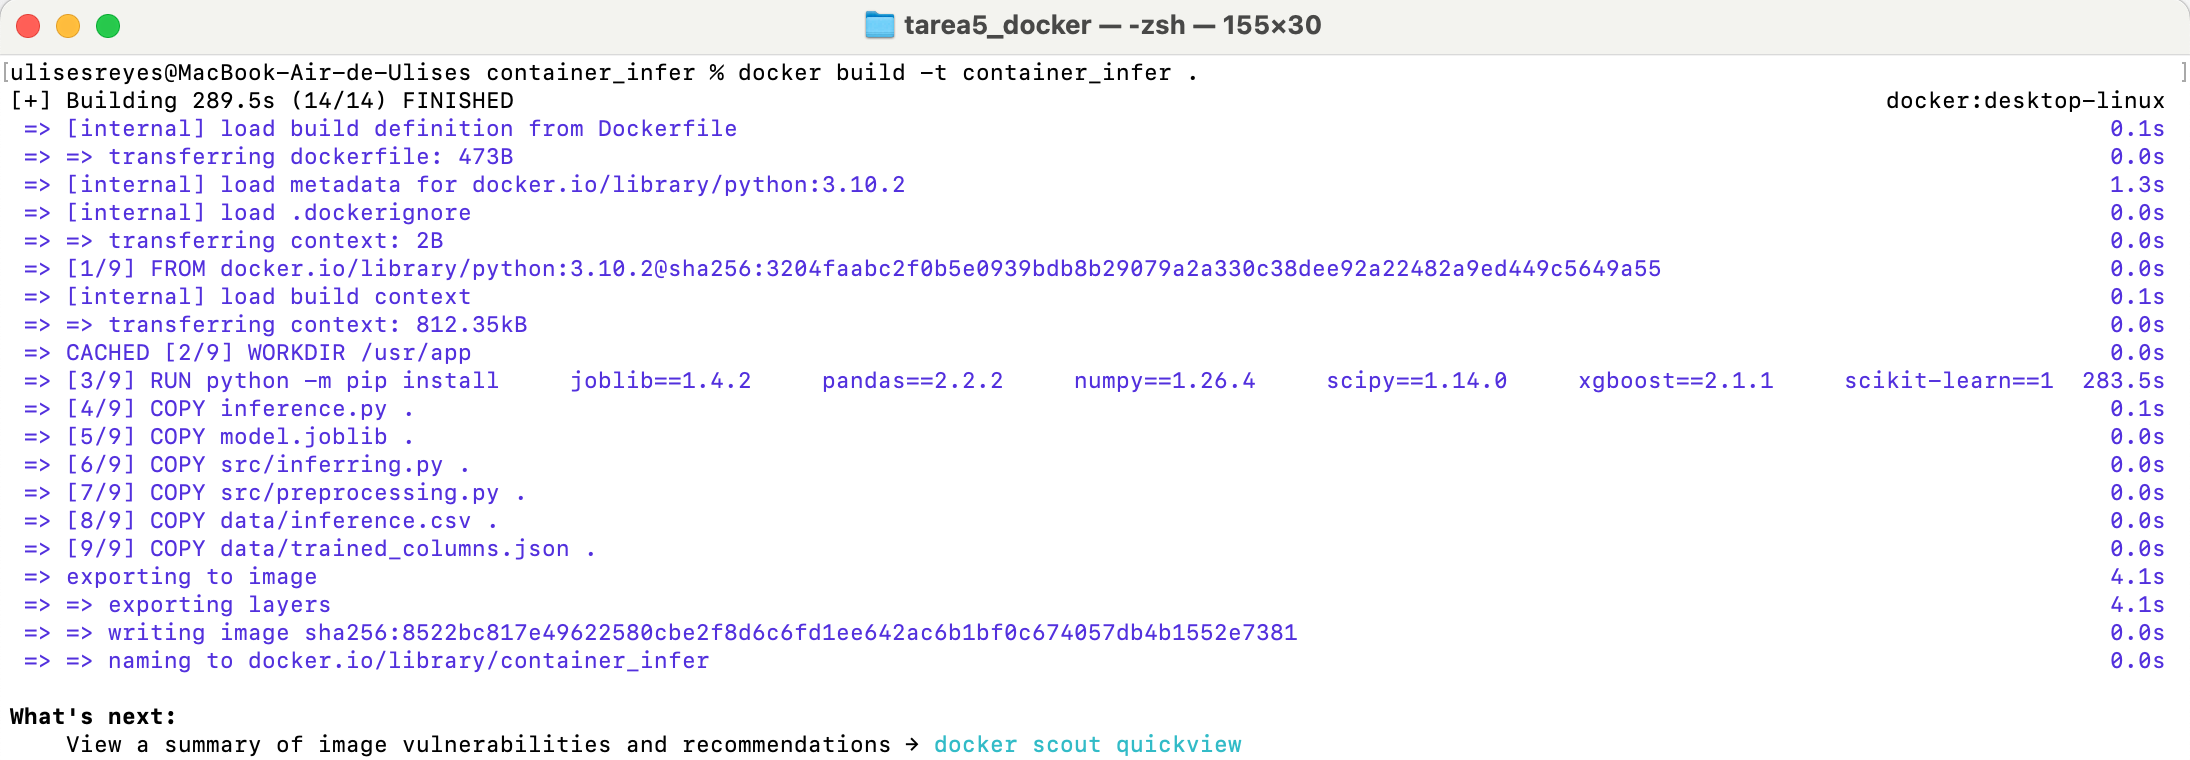 tarea5_docker — -zsh — 155×30
[ulisesreyes@MacBook-Air-de-Ulises container_infer % docker build -t container_infer . ]
[+] Building 289.5s (14/14) FINISHED docker:desktop-linux
=> [internal] load build definition from Dockerfile 0.1s
=> => transferring dockerfile: 473B 0.0s
=> [internal] load metadata for docker.io/library/python:3.10.2 1.3s
=> [internal] load .dockerignore 0.0s
=> => transferring context: 2B 0.0s
=> [1/9] FROM docker.io/library/python:3.10.2@sha256:3204faabc2f0b5e0939bdb8b29079a2a330c38dee92a22482a9ed449c5649a55 0.0s
=> [internal] load build context 0.1s
=> => transferring context: 812.35kB 0.0s
=> CACHED [2/9] WORKDIR /usr/app 0.0s
=> [3/9] RUN python -m pip install joblib==1.4.2 pandas==2.2.2 numpy==1.26.4 scipy==1.14.0 xgboost==2.1.1 scikit-learn==1 283.5s
=> [4/9] COPY inference.py . 0.1s
=> [5/9] COPY model.joblib . 0.0s
=> [6/9] COPY src/inferring.py . 0.0s
=> [7/9] COPY src/preprocessing.py . 0.0s
=> [8/9] COPY data/inference.csv . 0.0s
=> [9/9] COPY data/trained_columns.json . 0.0s
=> exporting to image 4.1s
=> => exporting layers 4.1s
=> => writing image sha256:8522bc817e49622580cbe2f8d6c6fd1ee642ac6b1bf0c674057db4b1552e7381 0.0s
=> => naming to docker.io/library/container_infer 0.0s
What's next:
View a summary of image vulnerabilities and recommendations → docker scout quickview